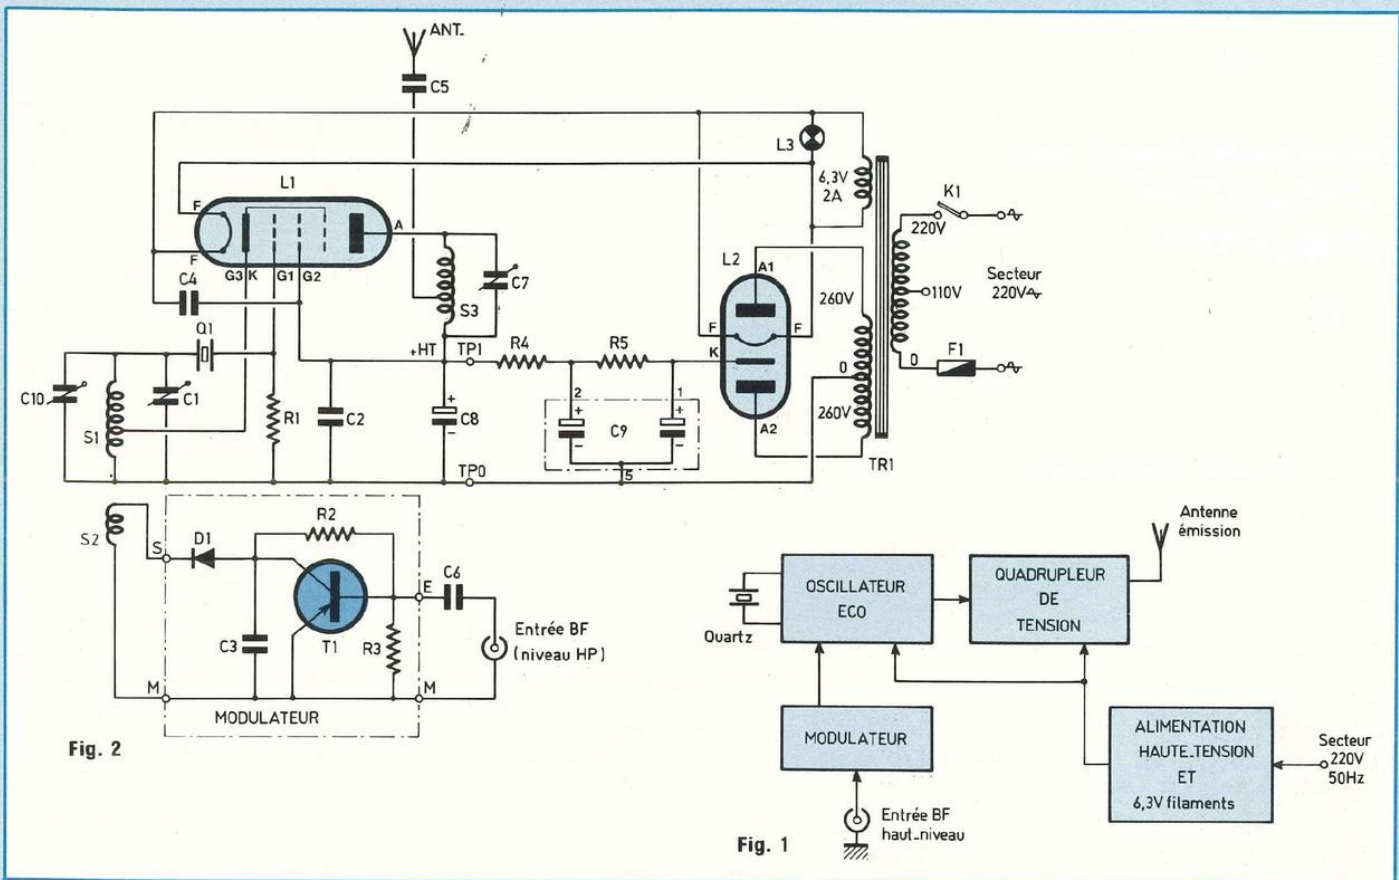 ANT_
C5
L3
6,3V
2A
K1
220V
L1
F
A
F
G3 K G1 G2
C4
C7
S3
L2
A1
260V
110V
Secteur
220V
F F
K
Q1
+HT TP1 R4 R5
0
0 F1
C10
S1
C1
R1
C2
+
C8
-
2
1
+
+
C9
-
-
5
260V
A2
TR1
TP0
S2
S
D1
R2
E
C6
T1
C3
R3
Entrée BF
(niveau HP)
M
M
MODULATEUR
Fig. 2
Antenne
émission
Quartz
OSCILLATEUR
ECO
QUADRUPLEUR
DE
TENSION
MODULATEUR
ALIMENTATION
HAUTE_TENSION
ET
6,3V filaments
Secteur
220V
50Hz
Entrée BF
haut_niveau
Fig. 1